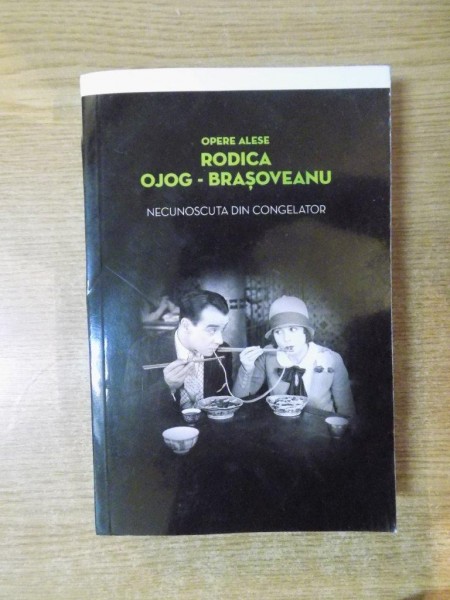 OPERE ALESE
RODICA
OJOG - BRAȘOVEANU
NECUNOSCUTA DIN CONGELATOR